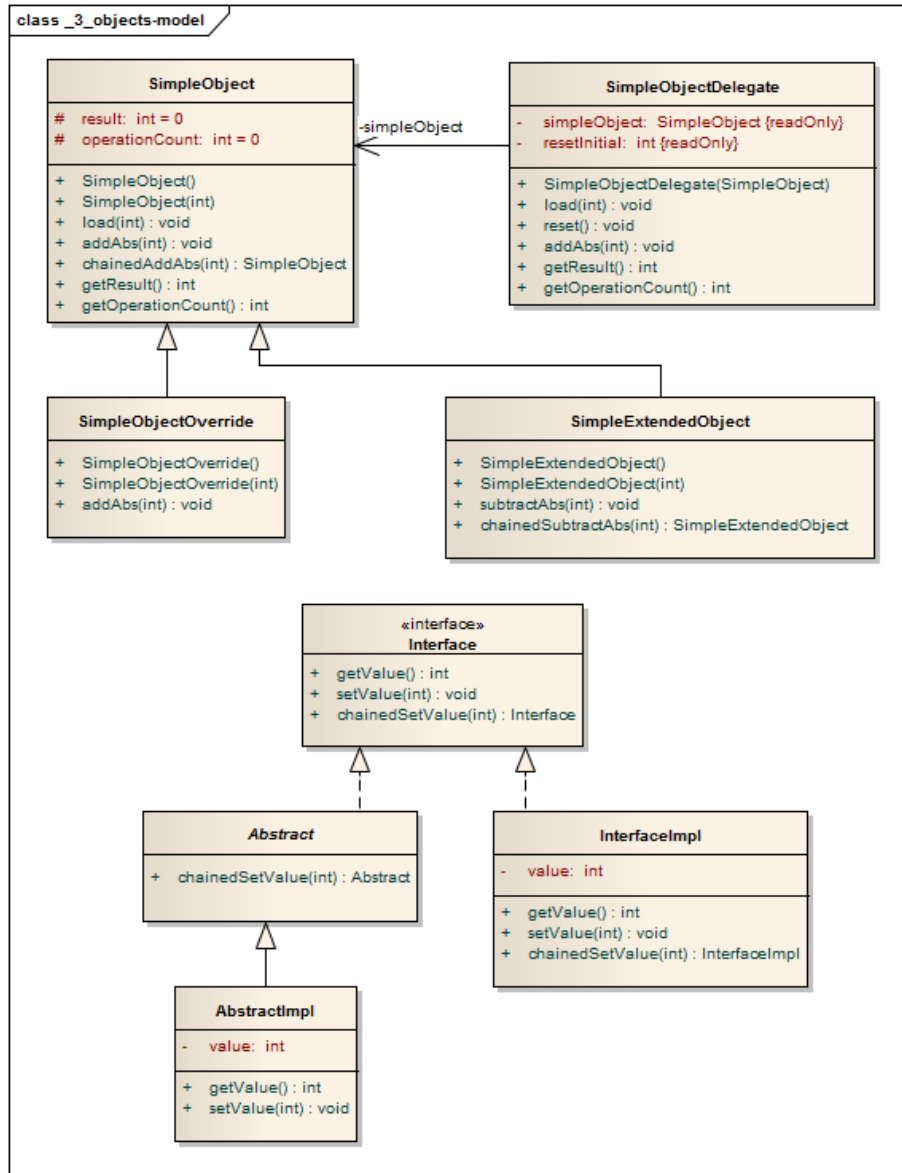 class _3_objects-model
SimpleObject
# result: int = 0
# operationCount: int = 0
+ SimpleObject()
+ SimpleObject(int)
+ load(int) : void
+ addAbs(int) : void
+ chainedAddAbs(int) : SimpleObject
+ getResult() : int
+ getOperationCount() : int
-simpleObject
SimpleObjectDelegate
- simpleObject: SimpleObject {readOnly}
- resetInitial: int {readOnly}
+ SimpleObjectDelegate(SimpleObject)
+ load(int) : void
+ reset() : void
+ addAbs(int) : void
+ getResult() : int
+ getOperationCount() : int
SimpleObjectOverride
+ SimpleObjectOverride()
+ SimpleObjectOverride(int)
+ addAbs(int) : void
SimpleExtendedObject
+ SimpleExtendedObject()
+ SimpleExtendedObject(int)
+ subtractAbs(int) : void
+ chainedSubtractAbs(int) : SimpleExtendedObject
«interface»
Interface
+ getValue() : int
+ setValue(int) : void
+ chainedSetValue(int) : Interface
Abstract
+ chainedSetValue(int) : Abstract
InterfaceImpl
- value: int
+ getValue() : int
+ setValue(int) : void
+ chainedSetValue(int) : InterfaceImpl
AbstractImpl
- value: int
+ getValue() : int
+ setValue(int) : void